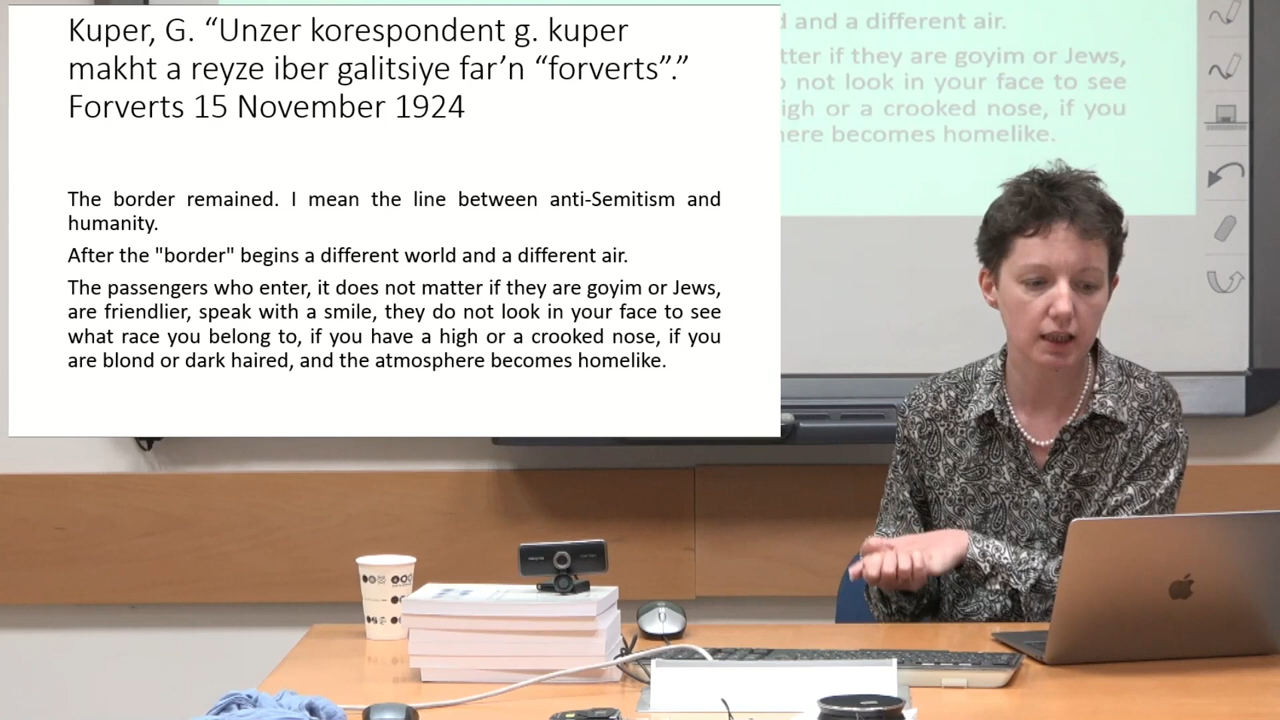 Kuper, G. “Unzer korespondent g. kuper
makht a reyze iber galitsiye far’n “forverts”.”
Forverts 15 November 1924
The border remained. I mean the line between anti-Semitism and
humanity.
After the "border" begins a different world and a different air.
The passengers who enter, it does not matter if they are goyim or Jews,
are friendlier, speak with a smile, they do not look in your face to see
what race you belong to, if you have a high or a crooked nose, if you
are blond or dark haired, and the atmosphere becomes homelike.
and a different air.
if they are goyim or Jews,
not look in your face to see
or a crooked nose, if you
becomes homelike.